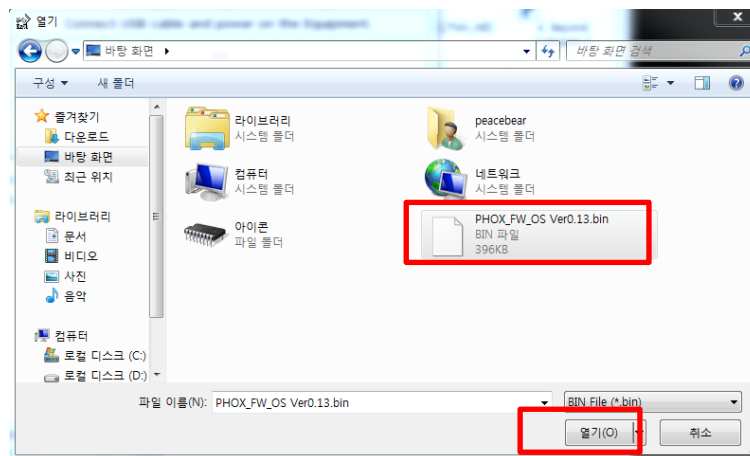 열기
Connect USB cable and power on the Equipment.
바탕 화면
바탕 화면 검색
구성
새 폴더
즐겨찾기
다운로드
바탕 화면
최근 위치
라이브러리
문서
비디오
사진
음악
컴퓨터
로컬 디스크 (C:)
로컬 디스크 (D:)
라이브러리
시스템 폴더
peacebear
시스템 폴더
컴퓨터
시스템 폴더
네트워크
시스템 폴더
아이콘
파일 폴더
PHOX_FW_OS Ver0.13.bin
BIN 파일
396KB
파일 이름(N): PHOX_FW_OS Ver0.13.bin
BIN File (*.bin)
열기(O)
취소